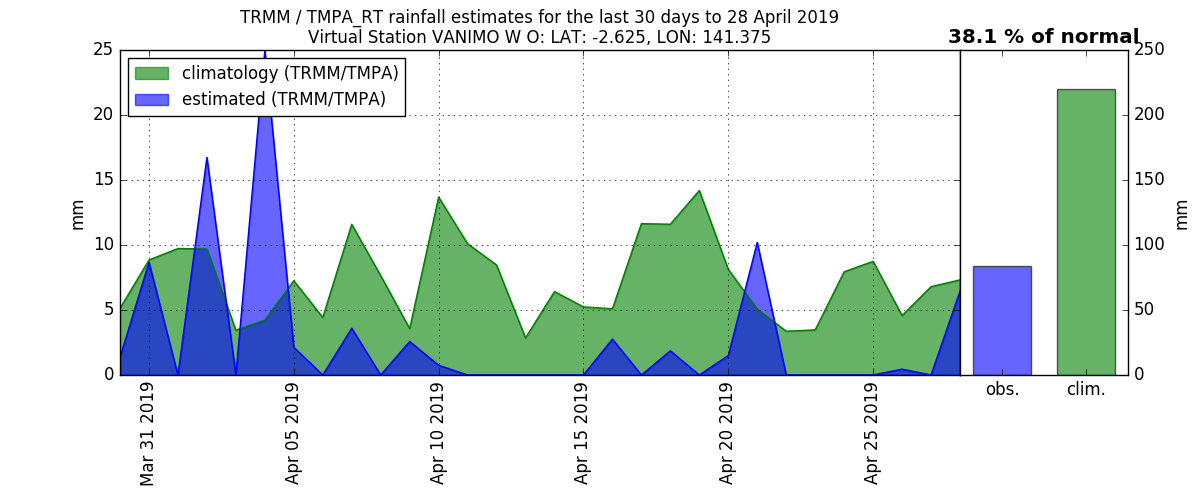 TRMM / TMPA_RT rainfall estimates for the last 30 days to 28 April 2019
Virtual Station VANIMO W O: LAT: -2.625, LON: 141.375
38.1 % of normal
climatology (TRMM/TMPA)
estimated (TRMM/TMPA)
25
20
15
10
5
0
mm
Mar 31 2019
Apr 05 2019
Apr 10 2019
Apr 15 2019
Apr 20 2019
Apr 25 2019
obs.
clim.
250
200
150
100
50
0
mm